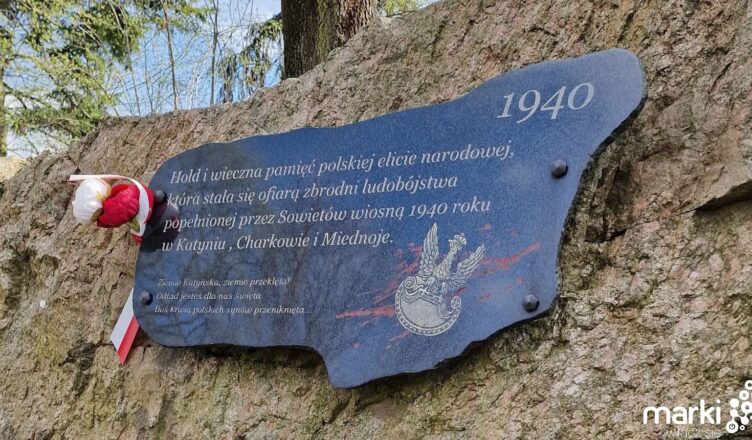 1940
Hołd i wieczna pamięć polskiej elicie narodowej,
która stała się ofiarą zbrodni ludobójstwa
popełnionej przez Sowietów wiosną 1940 roku
w Katyniu , Charkowie i Miednoje.
Ziemio Katyńska, ziemio przeklęta!
Odtąd jesteś dla nas święta
Boś krwią polskich synów przeniknięta...
marki